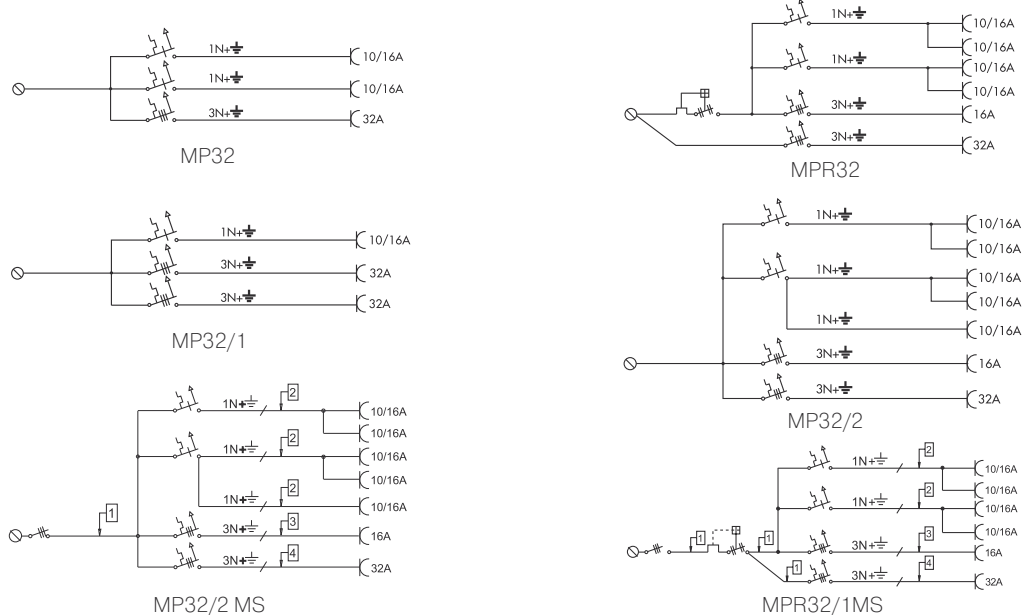 1N+ 10/16A
1N+ 10/16A
3N+ 32A
MP32
1N+ 10/16A
10/16A
1N+ 10/16A
10/16A
3N+ 16A
3N+ 32A
MPR32
1N+ 10/16A
3N+ 32A
3N+ 32A
MP32/1
1N+ 10/16A
10/16A
1N+ 10/16A
10/16A
1N+ 10/16A
3N+ 16A
3N+ 32A
MP32/2
1N+ 2 10/16A
10/16A
1N+ 2 10/16A
10/16A
1N+ 2 10/16A
1 3N+ 3 16A
3N+ 4 32A
MP32/2 MS
1N+ 2 10/16A
10/16A
1N+ 2 10/16A
10/16A
1 1 3N+ 3 16A
1 3N+ 4 32A
MPR32/1MS